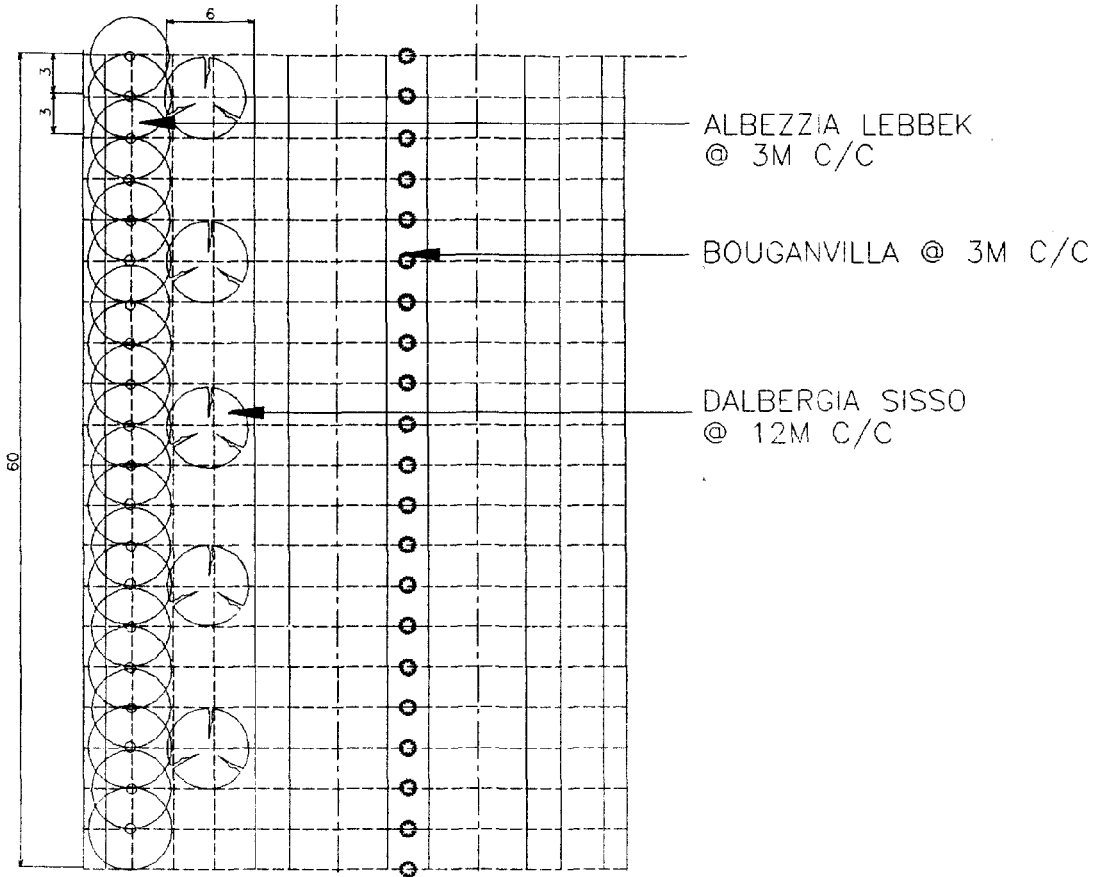 6
3
3
60
ALBEZZIA LEBBEK
@ 3M C/C
BOUGANVILLA @ 3M C/C
DALBERGIA SISSO
@ 12M C/C